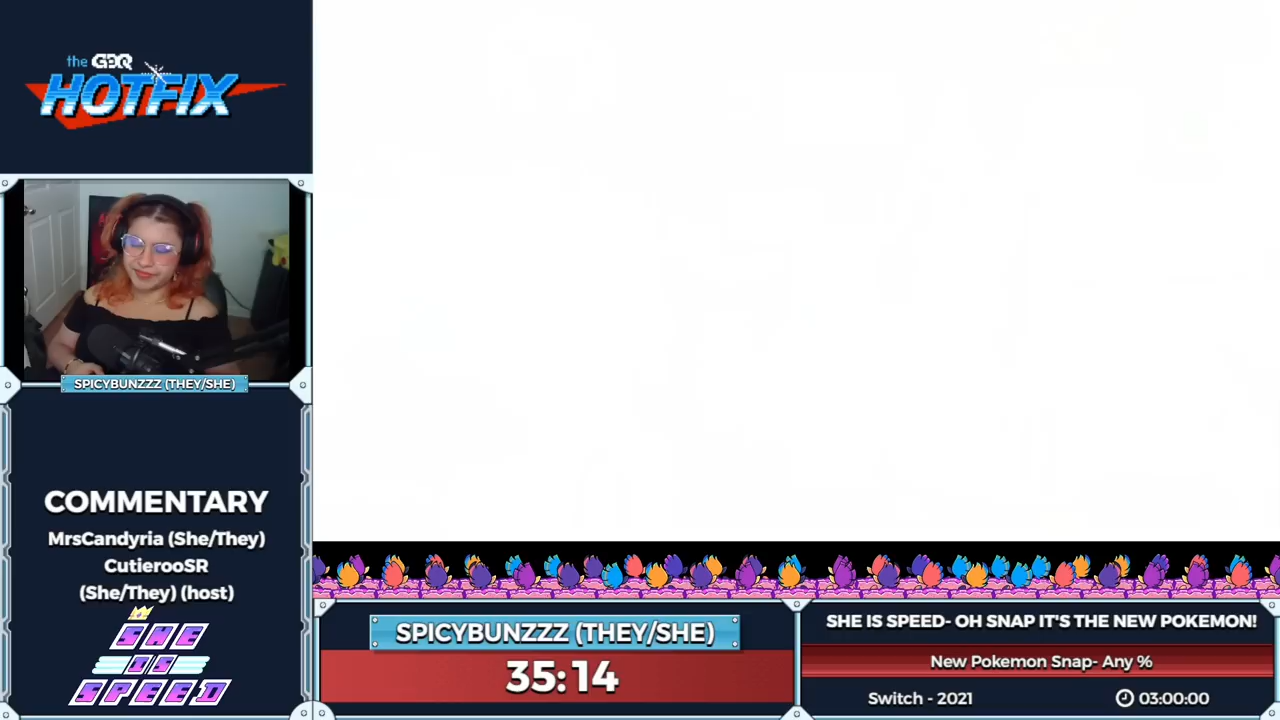 the GDQ
HOTFIX
SPICYBUNZZZ (THEY/SHE)
COMMENTARY
MrsCandyria (She/They)
CutierooSR
(She/They) (host)
SHE
IS
SPEED
SPICYBUNZZZ (THEY/SHE)
35:14
SHE IS SPEED- OH SNAP IT'S THE NEW POKEMON!
New Pokemon Snap- Any %
Switch - 2021
03:00:00